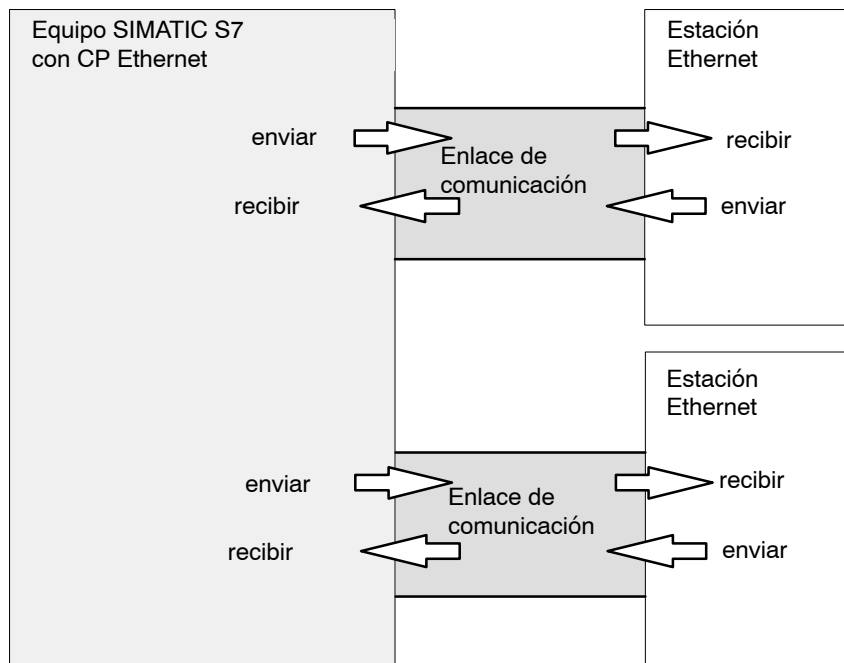 Equipo SIMATIC S7
con CP Ethernet
Estación
Ethernet
enviar
Enlace de
comunicación
recibir
recibir
enviar
Estación
Ethernet
enviar
Enlace de
comunicación
recibir
recibir
enviar